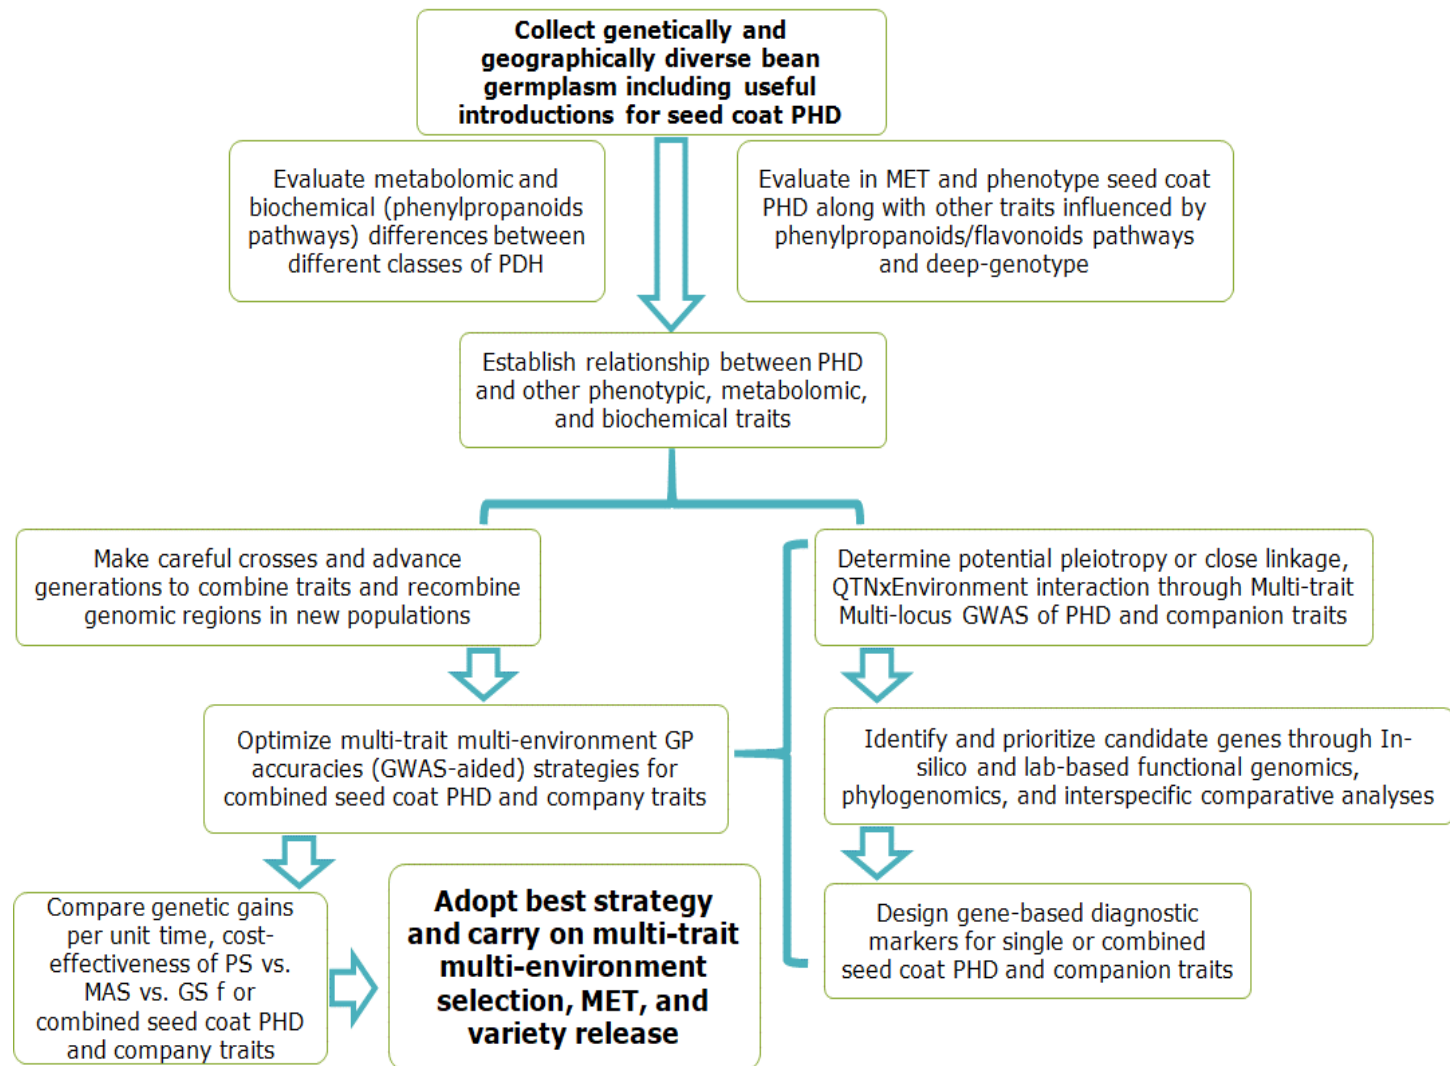 Collect genetically and
geographically diverse bean
germplasm including useful
introductions for seed coat PHD
Evaluate metabolomic and
biochemical (phenylpropanoids
pathways) differences between
different classes of PDH
Evaluate in MET and phenotype seed coat
PHD along with other traits influenced by
phenylpropanoids/flavonoids pathways
and deep-genotype
Establish relationship between PHD
and other phenotypic, metabolomic,
and biochemical traits
Make careful crosses and advance
generations to combine traits and recombine
genomic regions in new populations
Determine potential pleiotropy or close linkage,
QTNxEnvironment interaction through Multi-trait
Multi-locus GWAS of PHD and companion traits
Optimize multi-trait multi-environment GP
accuracies (GWAS-aided) strategies for
combined seed coat PHD and company traits
Identify and prioritize candidate genes through In-
silico and lab-based functional genomics,
phylogenomics, and interspecific comparative analyses
Compare genetic gains
per unit time, cost-
effectiveness of PS vs.
MAS vs. GS f or
combined seed coat PHD
and company traits
Adopt best strategy
and carry on multi-trait
multi-environment
selection, MET, and
variety release
Design gene-based diagnostic
markers for single or combined
seed coat PHD and companion traits